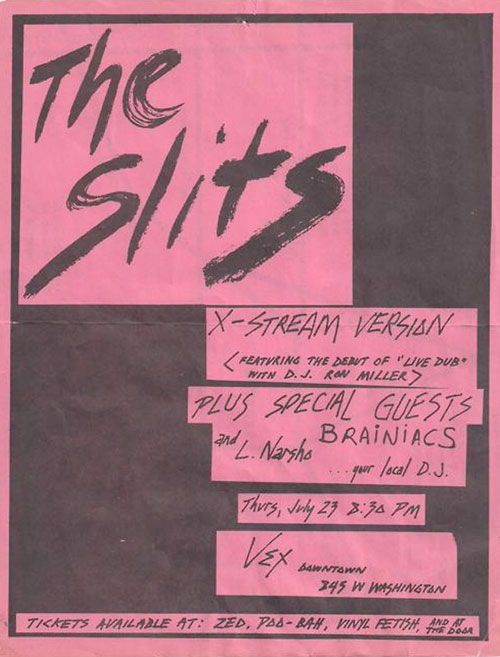 The
Slits
X-STREAM VERSION
(FEATURING THE DEBUT OF "LIVE DUB"
WITH D.J. RON MILLER)
PLUS SPECIAL GUESTS
BRAINIACS
and L. Narsho
...your local D.J.
Thurs, July 23 8:30 PM
VEX DOWNTOWN
845 W WASHINGTON
TICKETS AVAILABLE AT: ZED, POO-BAH, VINYL FETISH, AND AT
THE DOOR